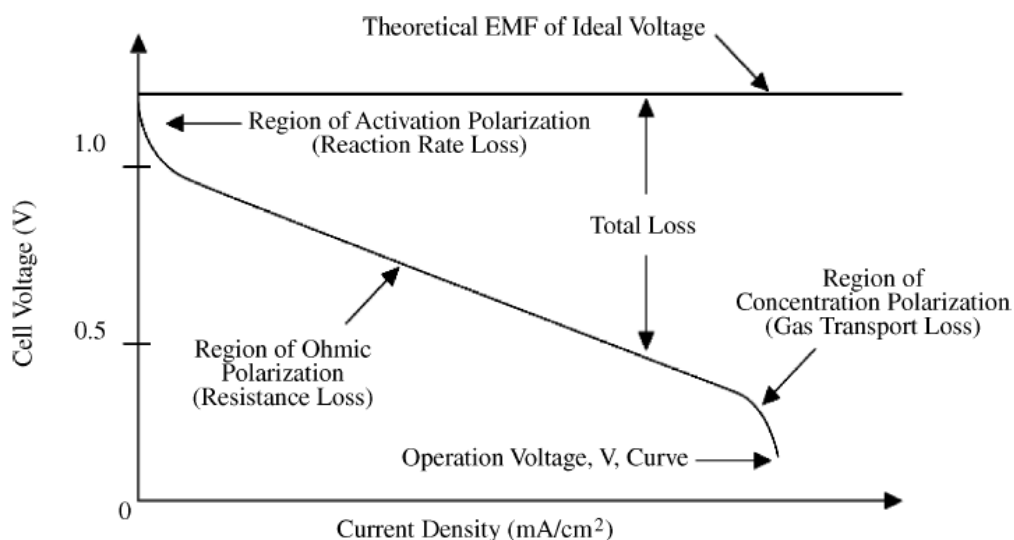 Theoretical EMF of Ideal Voltage
Region of Activation Polarization
(Reaction Rate Loss)
1.0
Total Loss
Cell Voltage (V)
Region of
Concentration Polarization
(Gas Transport Loss)
0.5
Region of Ohmic
Polarization
(Resistance Loss)
Operation Voltage, V, Curve
0
Current Density (mA/cm²)